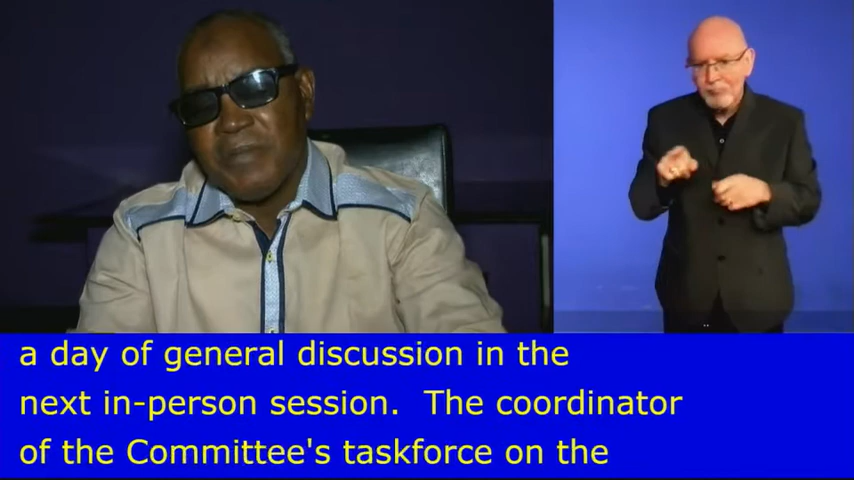 a day of general discussion in the
next in-person session.  The coordinator
of the Committee's taskforce on the